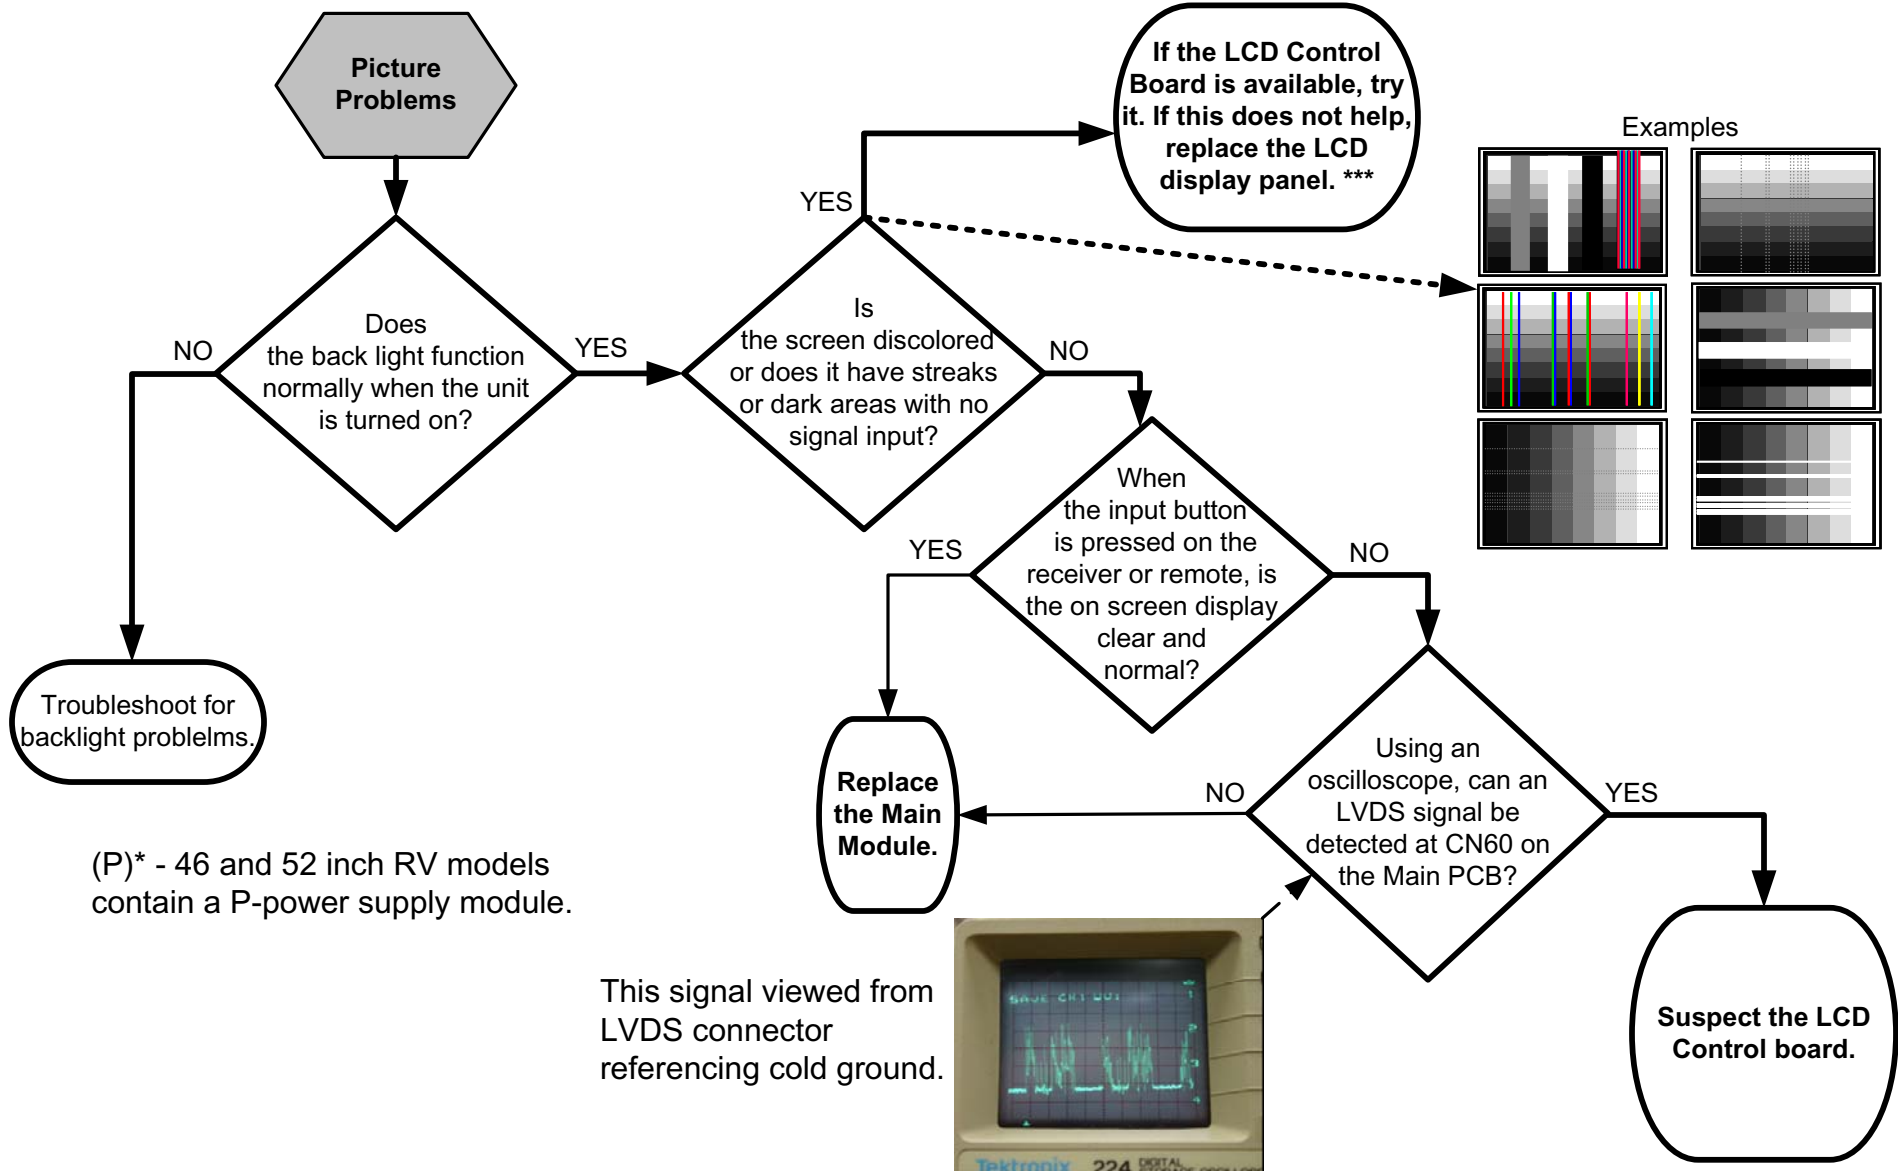 Picture
Problems
If the LCD Control
Board is available, try
it. If this does not help,
replace the LCD
display panel. ***
Examples
YES
NO
Does
the back light function
normally when the unit
is turned on?
YES
Is
the screen discolored
or does it have streaks
or dark areas with no
signal input?
NO
When
the input button
is pressed on the
receiver or remote, is
the on screen display
clear and
normal?
YES
NO
Troubleshoot for
backlight problelms.
Replace
the Main
Module.
NO
Using an
oscilloscope, can an
LVDS signal be
detected at CN60 on
the Main PCB?
YES
(P)* - 46 and 52 inch RV models
contain a P-power supply module.
This signal viewed from
LVDS connector
referencing cold ground.
Suspect the LCD
Control board.
Tektronix 224 DIGITAL